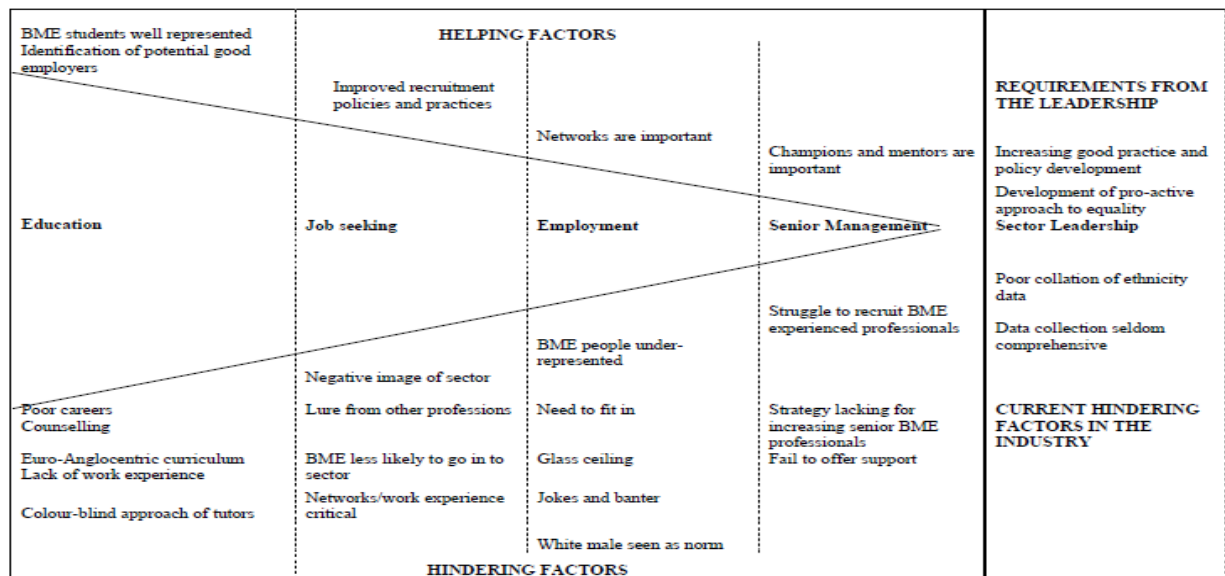 BME students well represented
Identification of potential good
employers
HELPING FACTORS
Improved recruitment
policies and practices
Networks are important
Champions and mentors are
important
REQUIREMENTS FROM
THE LEADERSHIP
Increasing good practice and
policy development
Development of pro-active
approach to equality
Education
Job seeking
Employment
Senior Management
Sector Leadership
Poor careers
Counselling
Euro-Anglocentric curriculum
Lack of work experience
Colour-blind approach of tutors
Negative image of sector
Lure from other professions
BME less likely to go in to
sector
Networks/work experience
critical
BME people under-
represented
Need to fit in
Glass ceiling
Jokes and banter
White male seen as norm
Struggle to recruit BME
experienced professionals
Strategy lacking for
increasing senior BME
professionals
Fail to offer support
Poor collation of ethnicity
data
Data collection seldom
comprehensive
CURRENT HINDERING
FACTORS IN THE
INDUSTRY
HINDERING FACTORS